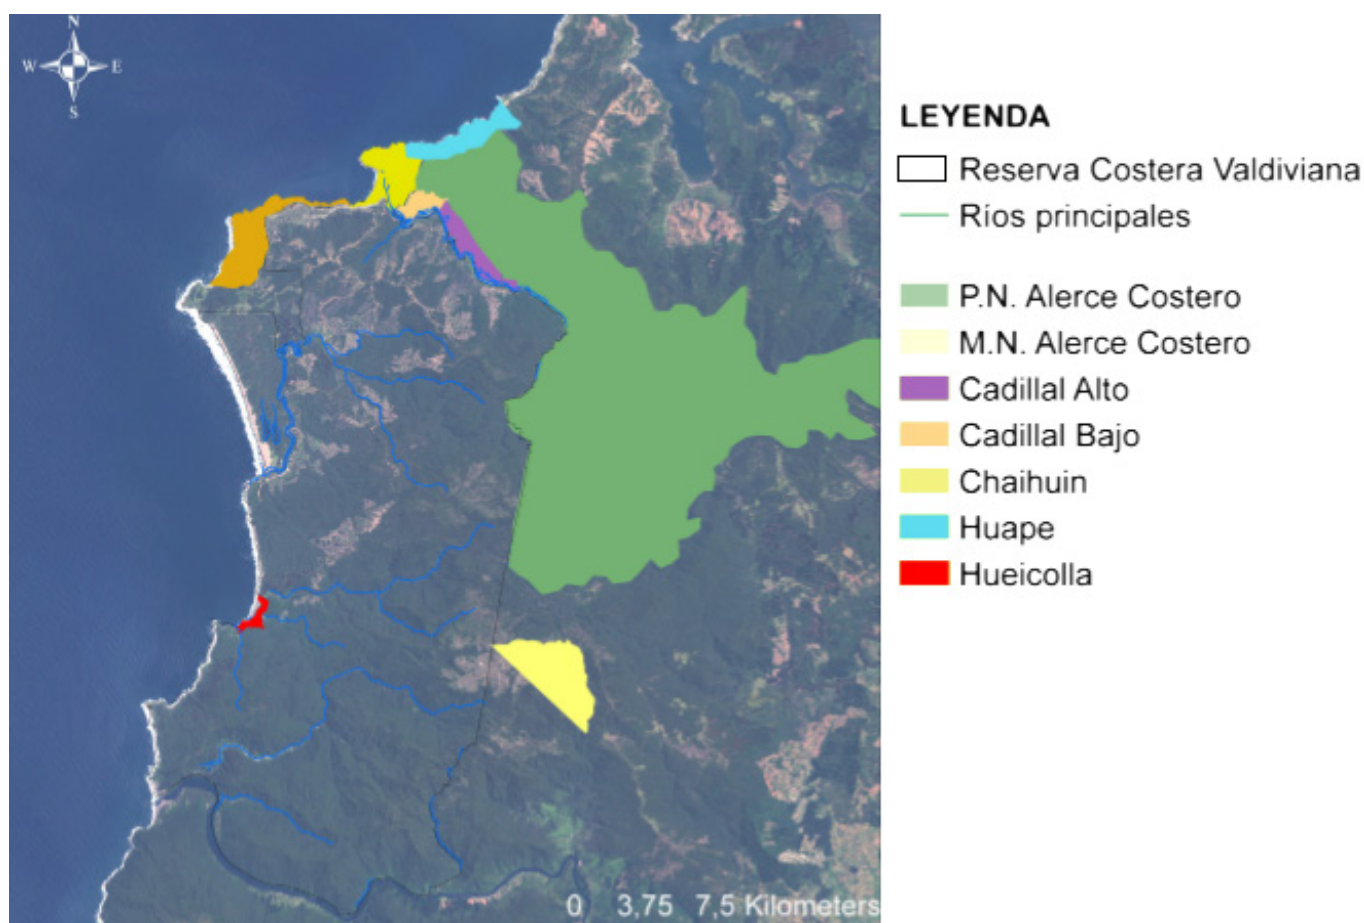 N
W E
S
LEYENDA
Reserva Costera Valdiviana
Ríos principales
P.N. Alerce Costero
M.N. Alerce Costero
Cadillal Alto
Cadillal Bajo
Chaihuin
Huape
Hueicolla
0 3,75 7,5 Kilometers